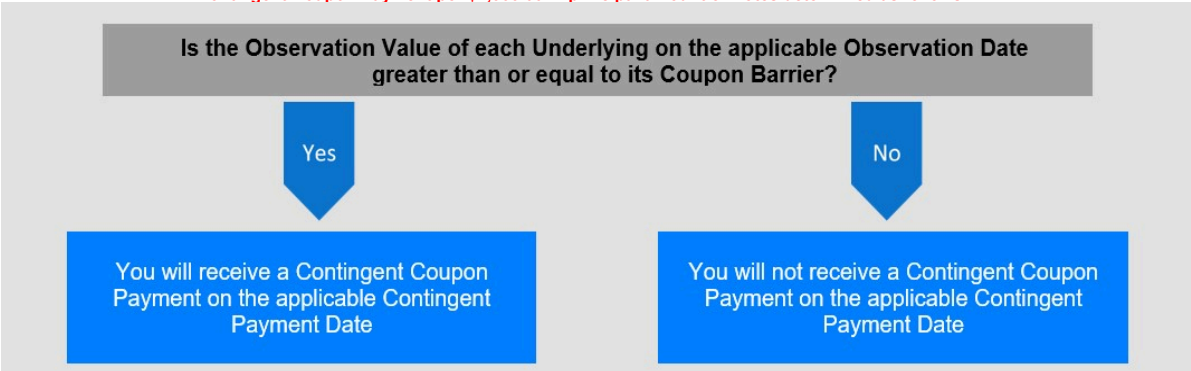 Is the Observation Value of each Underlying on the applicable Observation Date
greater than or equal to its Coupon Barrier?
Yes
No
You will receive a Contingent Coupon
Payment on the applicable Contingent
Payment Date
You will not receive a Contingent Coupon
Payment on the applicable Contingent
Payment Date